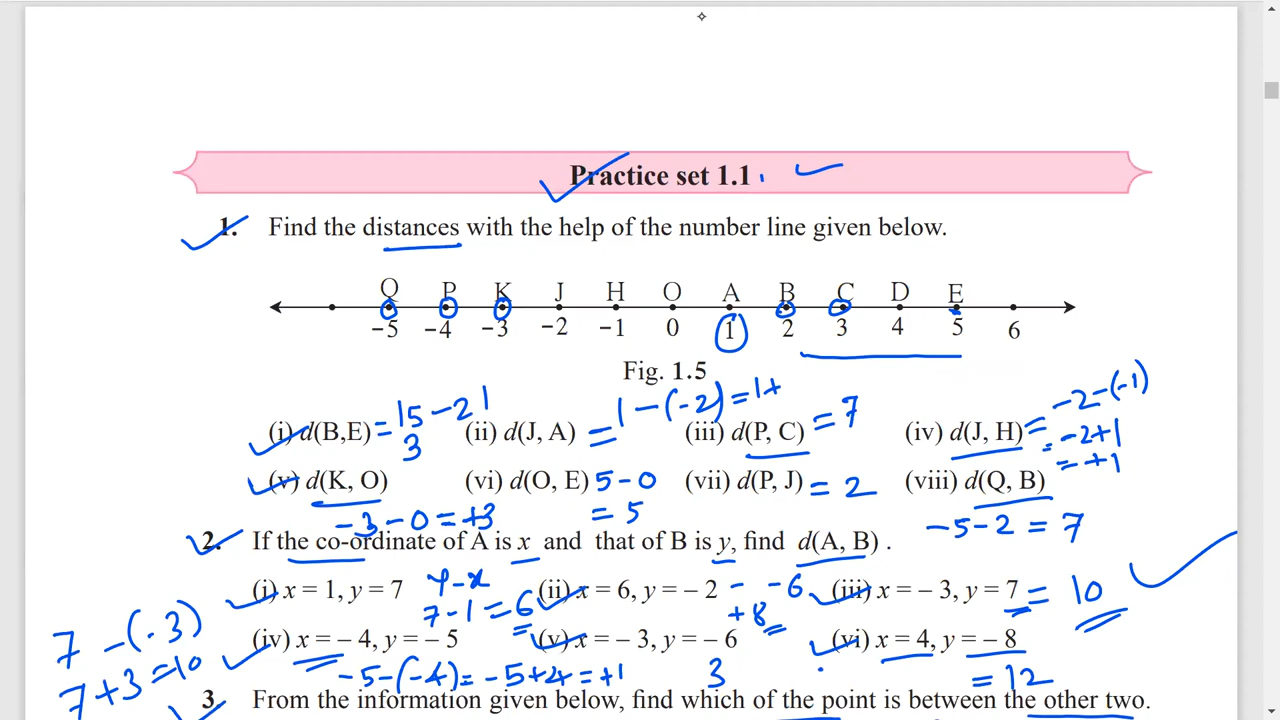 Practice set 1.1
1. Find the distances with the help of the number line given below.
Q P K J H O A B C D E
-5 -4 -3 -2 -1 0 1 2 3 4 5 6
Fig. 1.5
(i) d(B,E) = |5-2| (ii) d(J, A) = 1-(-2) = 1+ (iii) d(P, C) = 7 (iv) d(J, H) = -2-(-1)
3 = -2+1
= +1
(v) d(K, O) (vi) d(O, E) 5-0 (vii) d(P, J) = 2 (viii) d(Q, B)
-3-0=+3 = 5 -5-2 = 7
2. If the co-ordinate of A is x and that of B is y, find d(A, B) .
(i) x = 1, y = 7 y-x (ii) x = 6, y = – 2 - -6 (iii) x = – 3, y = 7 = 10
7-1=6 +8
7-(-3)
(iv) x = – 4, y = – 5 (v) x = – 3, y = – 6 (vi) x = 4, y = – 8
7+3=10 -5-(-4)= -5+4=+1 3 = 12
3. From the information given below, find which of the point is between the other two.